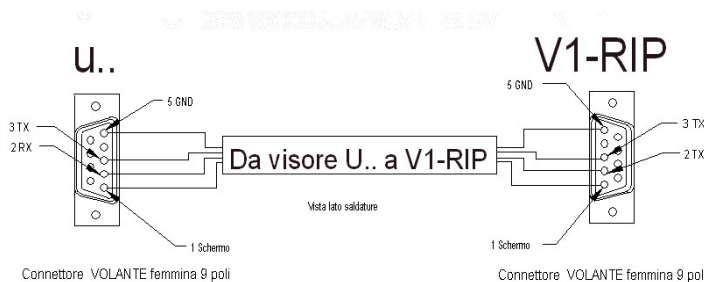 u..
V1-RIP
5 GND
5 GND
3 TX
3 TX
2 RX
2 TX
Da visore U.. a V1-RIP
Vista lato saldature
1 Schermo
1 Schermo
Connettore VOLANTE femmina 9 poli
Connettore VOLANTE femmina 9 pol